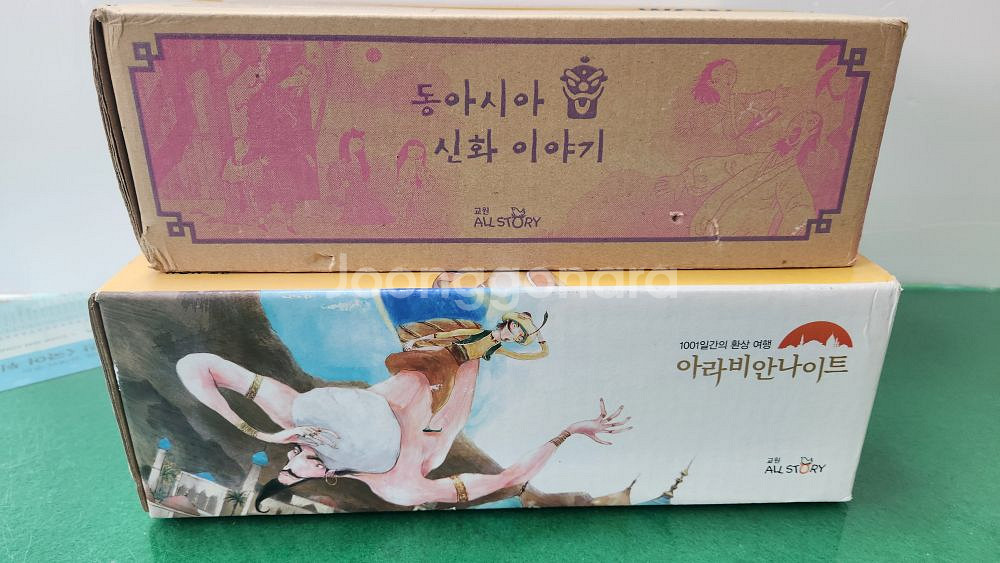 동아시아
신화 이야기
교원
ALL STORY
Joonggonara
1001일간의 환상 여행
아라비안나이트
교원
ALL STORY